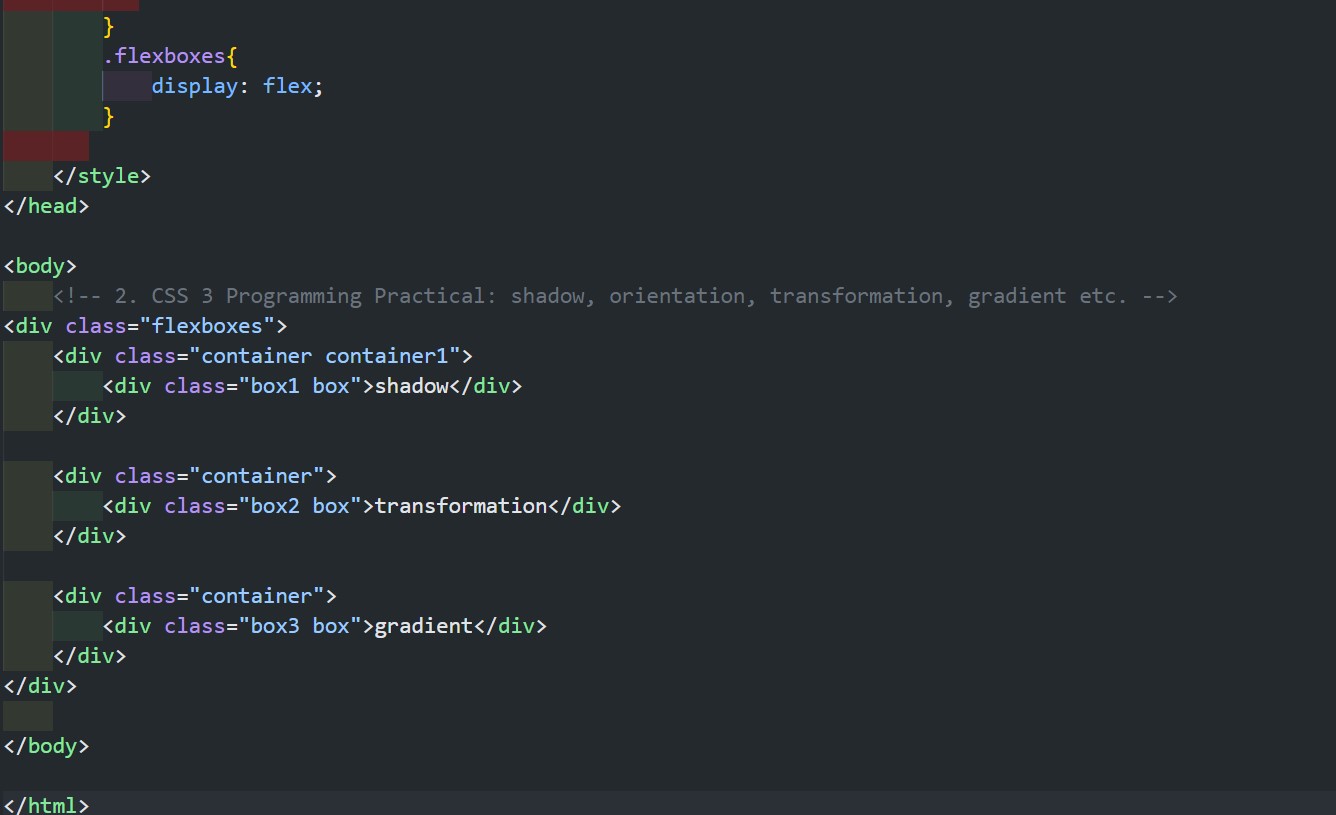 }
.flexboxes{
display: flex;
}
</style>
</head>
<body>
<!-- 2. CSS 3 Programming Practical: shadow, orientation, transformation, gradient etc. -->
<div class="flexboxes">
<div class="container container1">
<div class="box1 box">shadow</div>
</div>
<div class="container">
<div class="box2 box">transformation</div>
</div>
<div class="container">
<div class="box3 box">gradient</div>
</div>
</div>
</body>
</html>